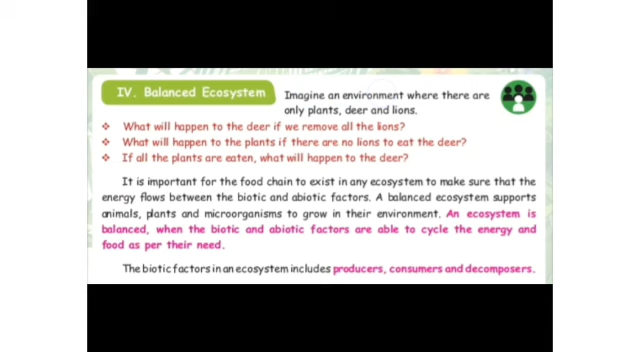 IV. Balanced Ecosystem
Imagine an environment where there are
only plants, deer and lions.
❖ What will happen to the deer if we remove all the lions?
❖ What will happen to the plants if there are no lions to eat the deer?
❖ If all the plants are eaten, what will happen to the deer?
It is important for the food chain to exist in any ecosystem to make sure that the
energy flows between the biotic and abiotic factors. A balanced ecosystem supports
animals, plants and microorganisms to grow in their environment. An ecosystem is
balanced, when the biotic and abiotic factors are able to cycle the energy and
food as per their need.
The biotic factors in an ecosystem includes producers, consumers and decomposers.